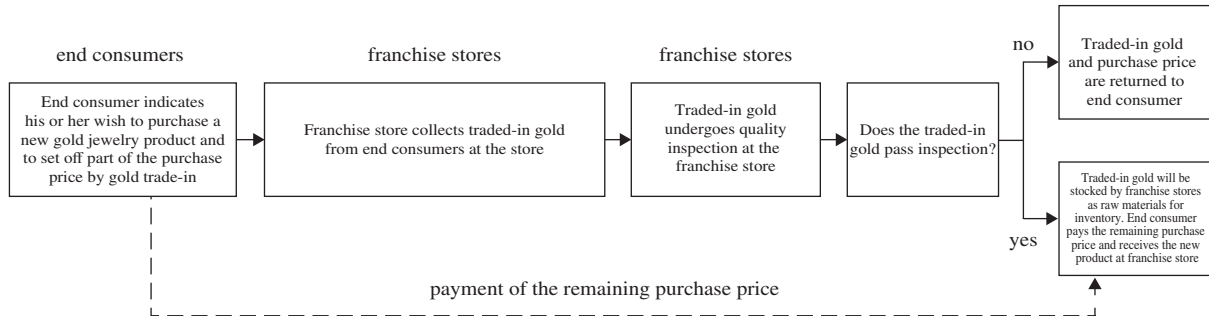 end consumers
End consumer indicates
his or her wish to purchase a
new gold jewelry product and
to set off part of the purchase
price by gold trade-in
franchise stores
Franchise store collects traded-in gold
from end consumers at the store
franchise stores
Traded-in gold
undergoes quality
inspection at the
franchise store
Does the traded-in
gold pass inspection?
no
Traded-in gold
and purchase price
are returned to
end consumer
yes
Traded-in gold will be
stocked by franchise stores
as raw materials for
inventory. End consumer
pays the remaining purchase
price and receives the new
product at franchise store
payment of the remaining purchase price